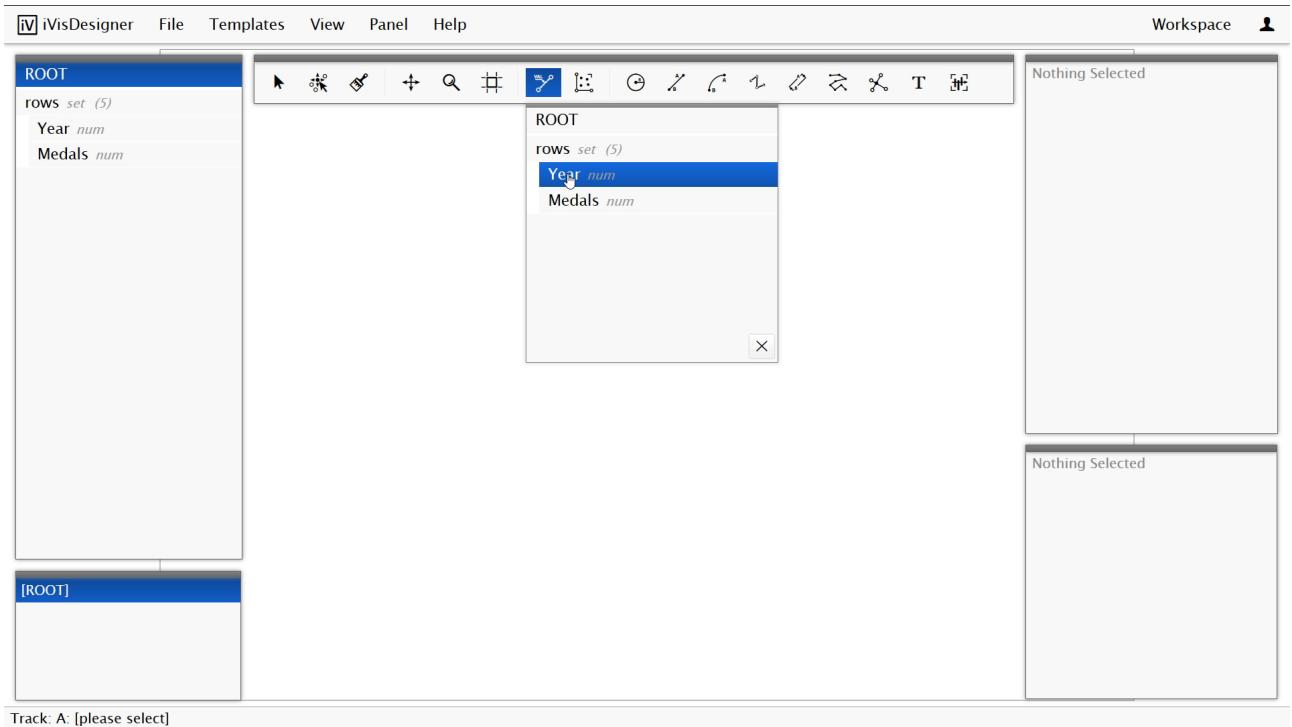 iV iVisDesigner File Templates View Panel Help Workspace
ROOT
rows set (5)
Year num
Medals num
T
ROOT
rows set (5)
Year num
Medals num
Nothing Selected
Nothing Selected
[ROOT]
Track: A: [please select]